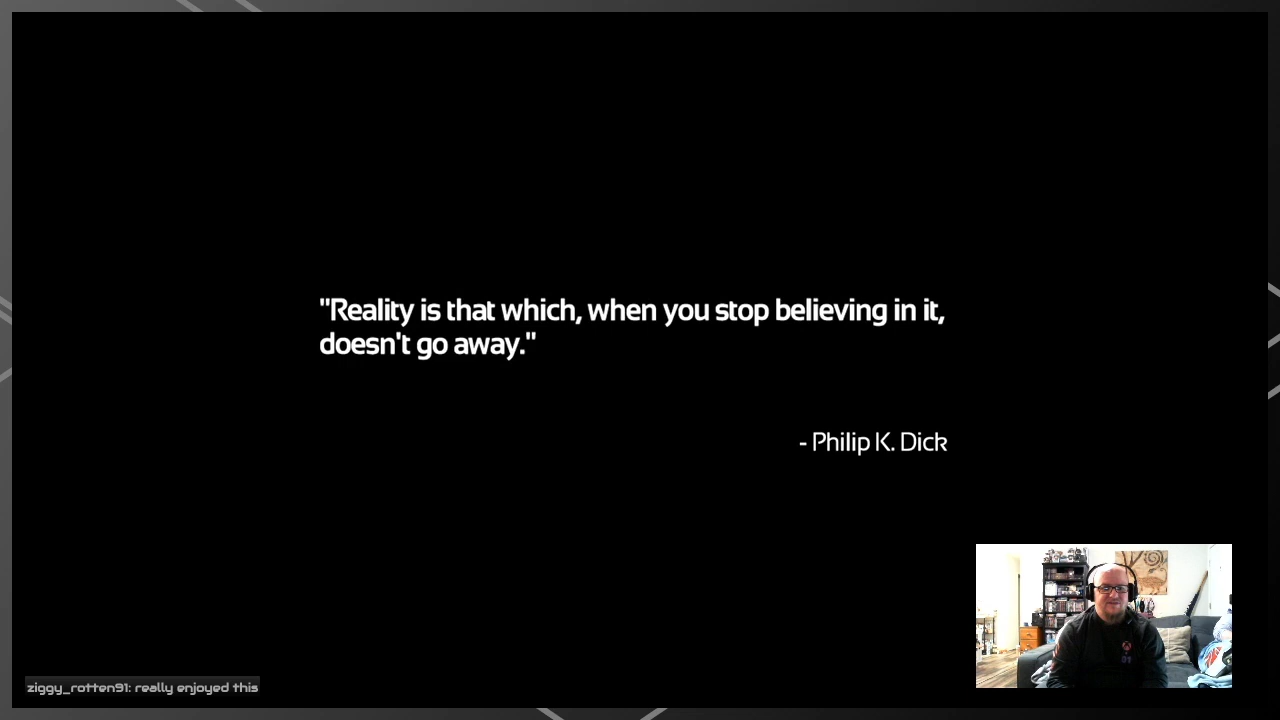 "Reality is that which, when you stop believing in it,
doesn't go away."
- Philip K. Dick
ziggy_rotten91: really enjoyed this